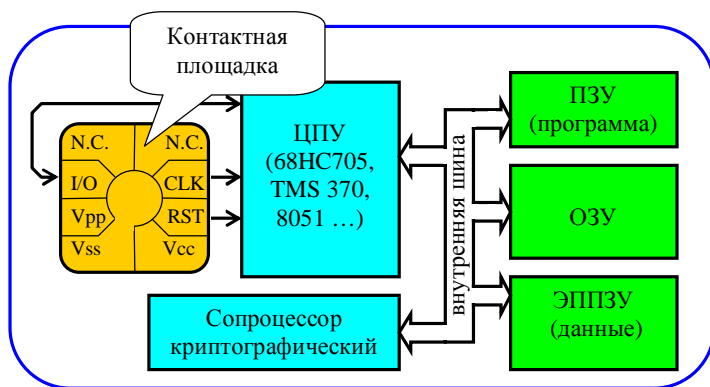 Контактная
площадка
N.C. N.C.
I/O CLK
Vpp RST
Vss Vcc
ЦПУ
(68HC705,
TMS 370,
8051 …)
Сопроцессор
криптографический
внутренняя шина
ПЗУ
(программа)
ОЗУ
ЭППЗУ
(данные)